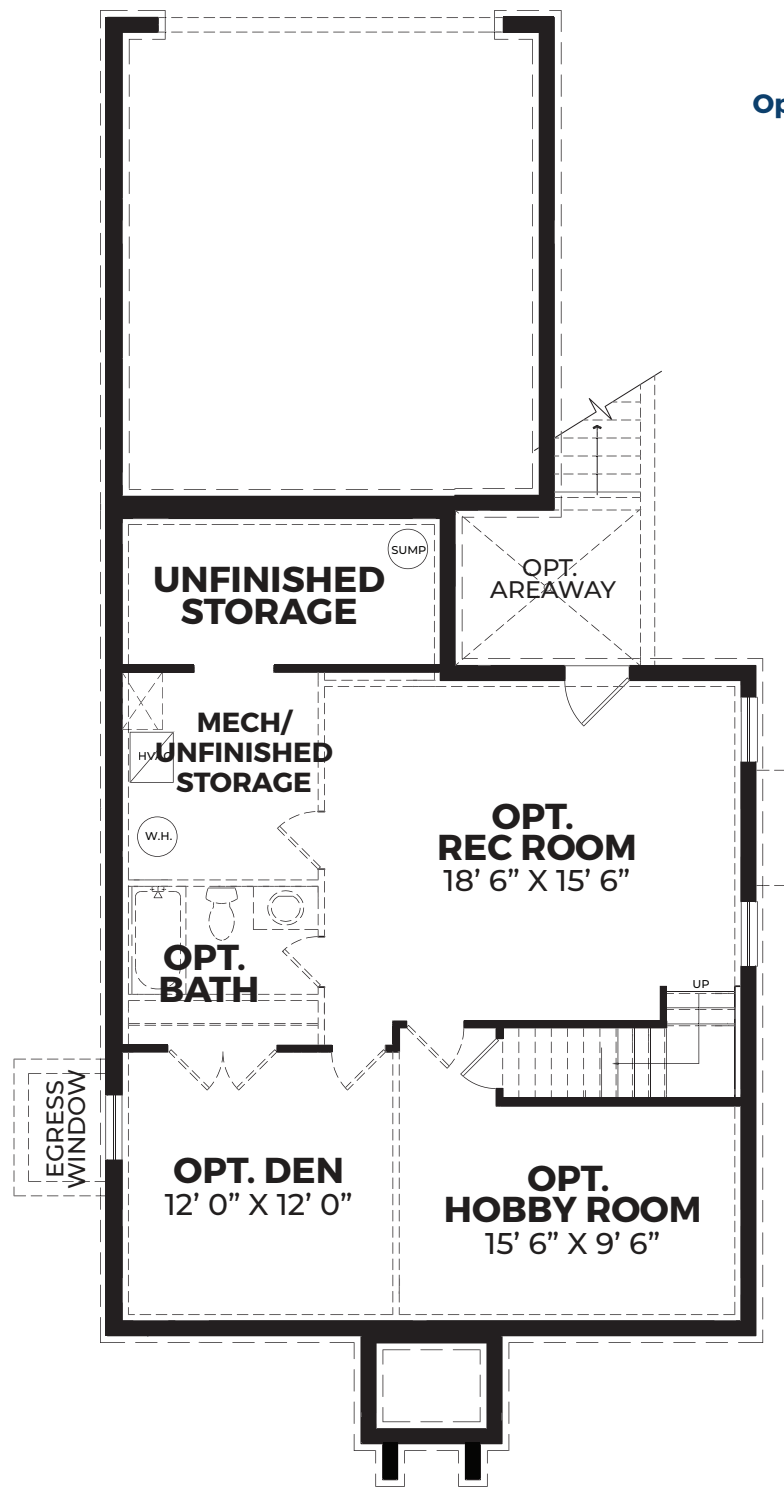 Op
SUMP
UNFINISHED
STORAGE
OPT.
AREAWAY
MECH/
UNFINISHED
STORAGE
HVAC
W.H.
OPT.
REC ROOM
18’ 6” X 15’ 6”
OPT.
BATH
UP
EGRESS
WINDOW
OPT. DEN
12’ 0” X 12’ 0”
OPT.
HOBBY ROOM
15’ 6” X 9’ 6”